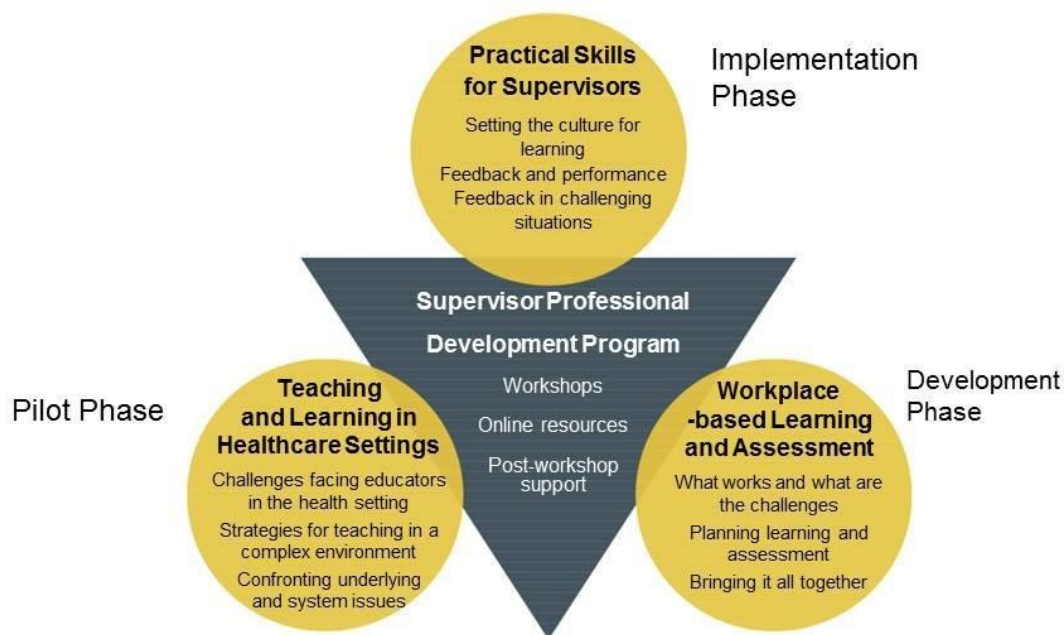 Practical Skills
for Supervisors
Setting the culture for
learning
Feedback and performance
Feedback in challenging
situations
Implementation
Phase
Supervisor Professional
Development Program
Workshops
Online resources
Post-workshop
support
Pilot Phase
Teaching
and Learning in
Healthcare Settings
Challenges facing educators
in the health setting
Strategies for teaching in a
complex environment
Confronting underlying
and system issues
Workplace
-based Learning
and Assessment
What works and what are
the challenges
Planning learning and
assessment
Bringing it all together
Development
Phase